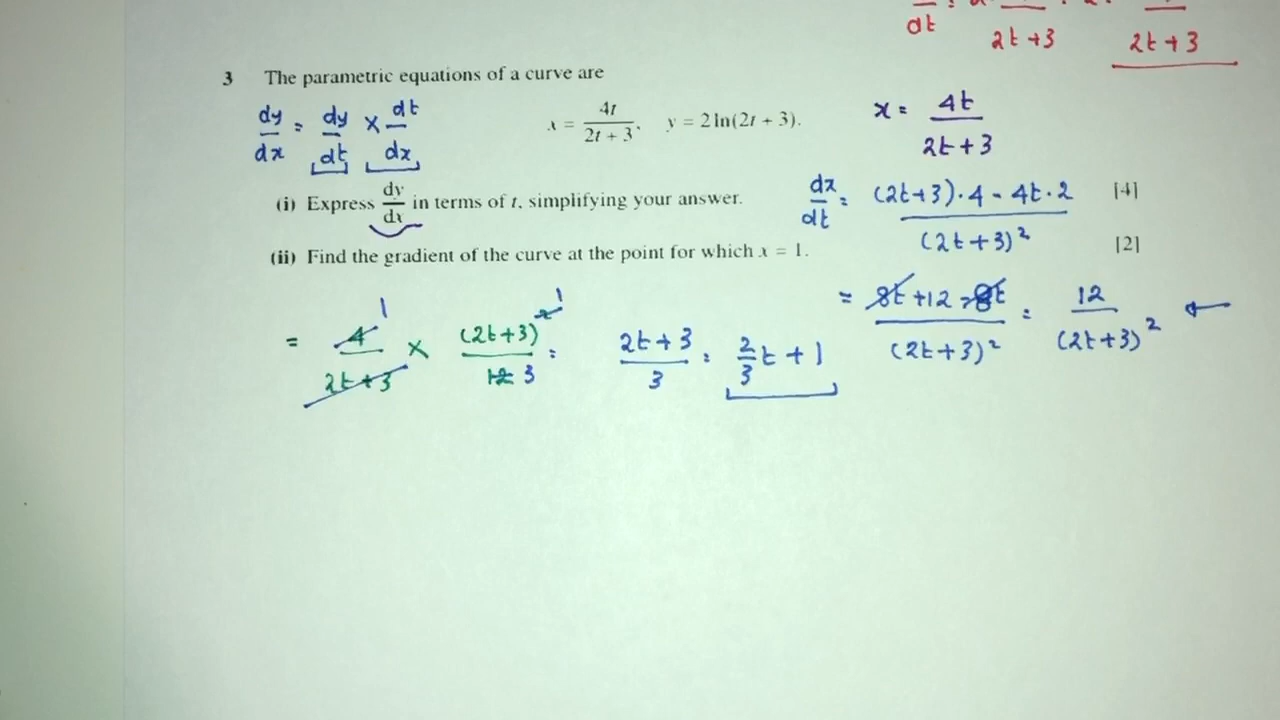 dt
2t+3
2t+3
3 The parametric equations of a curve are
dy/dx = dy/dt × dt/dx
x = 4t/(2t + 3), y = 2 ln(2t + 3).
x = 4t/(2t+3)
(i) Express dy/dx in terms of t, simplifying your answer. [4]
dx/dt = ((2t+3)·4 - 4t·2)/(2t+3)²
(ii) Find the gradient of the curve at the point for which x = 1. [2]
= (8t+12-8t)/(2t+3)² = 12/(2t+3)² ←
= 4/(2t+3) × (2t+3)²/12 = (2t+3)/3 = 2/3 t + 1
1
1
3